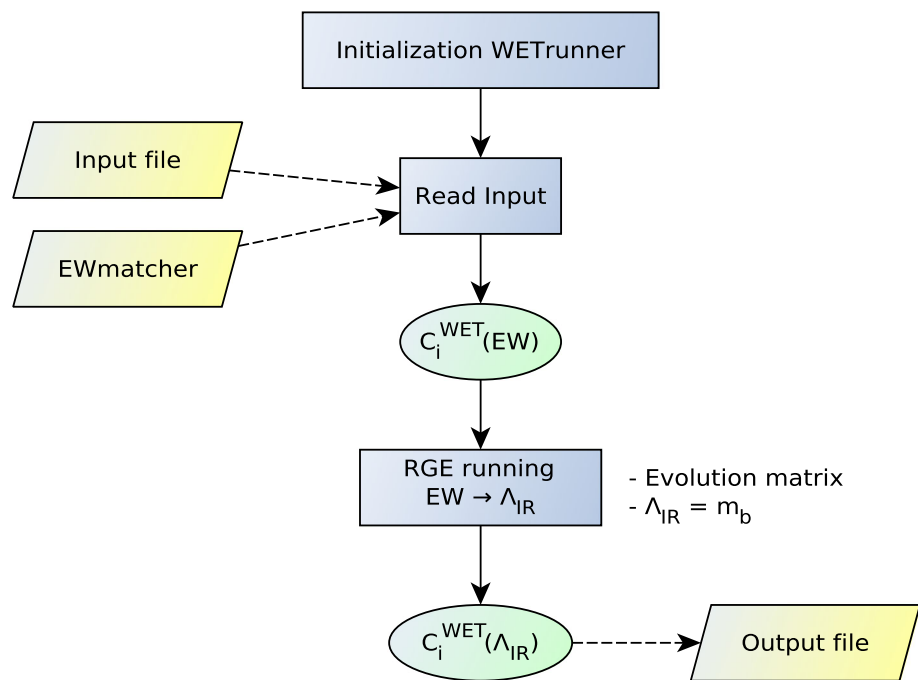 Initialization WETrunner
Input file
Read Input
EWmatcher
C_i^WET(EW)
RGE running
EW → Λ_IR
- Evolution matrix
- Λ_IR = m_b
C_i^WET(Λ_IR)
Output file